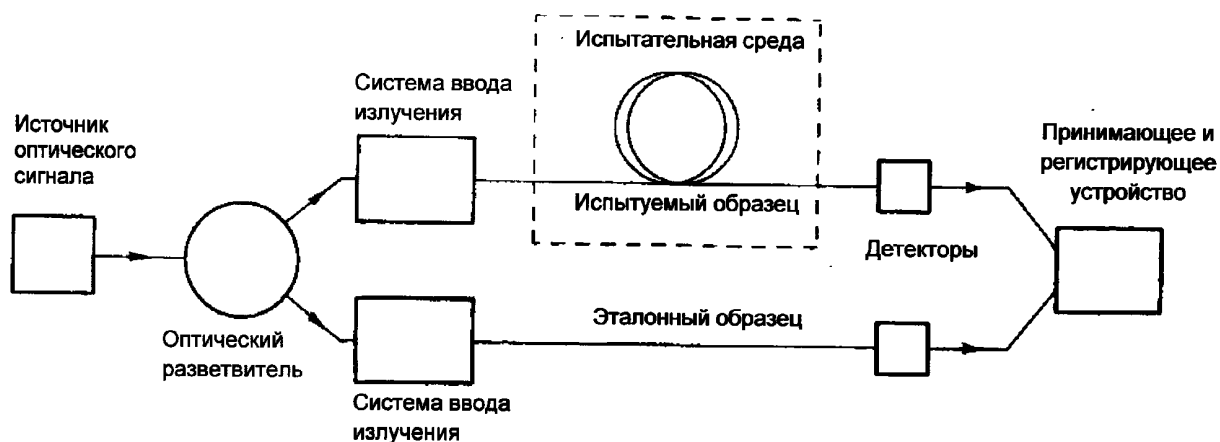 Испытательная среда
Система ввода
излучения
Источник
оптического
сигнала
Принимающее и
регистрирующее
устройство
Испытуемый образец
Детекторы
Эталонный образец
Оптический
разветвитель
Система ввода
излучения